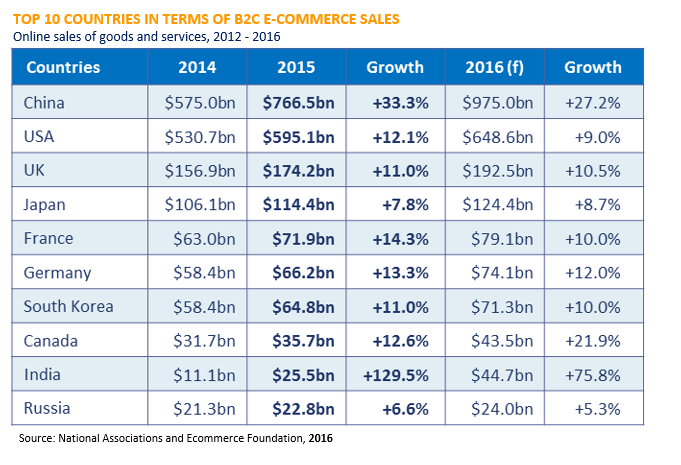 TOP 10 COUNTRIES IN TERMS OF B2C E-COMMERCE SALES
Online sales of goods and services, 2012 - 2016
Countries 2014 2015 Growth 2016 (f) Growth
China $575.0bn $766.5bn +33.3% $975.0bn +27.2%
USA $530.7bn $595.1bn +12.1% $648.6bn +9.0%
UK $156.9bn $174.2bn +11.0% $192.5bn +10.5%
Japan $106.1bn $114.4bn +7.8% $124.4bn +8.7%
France $63.0bn $71.9bn +14.3% $79.1bn +10.0%
Germany $58.4bn $66.2bn +13.3% $74.1bn +12.0%
South Korea $58.4bn $64.8bn +11.0% $71.3bn +10.0%
Canada $31.7bn $35.7bn +12.6% $43.5bn +21.9%
India $11.1bn $25.5bn +129.5% $44.7bn +75.8%
Russia $21.3bn $22.8bn +6.6% $24.0bn +5.3%
Source: National Associations and Ecommerce Foundation, 2016